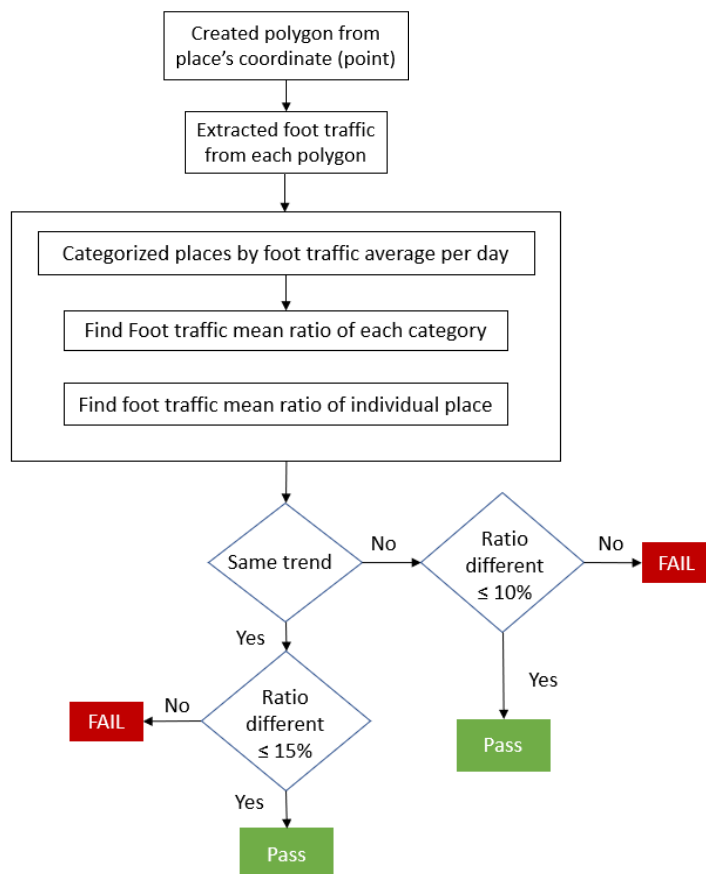 Created polygon from
place's coordinate (point)
Extracted foot traffic
from each polygon
Categorized places by foot traffic average per day
Find Foot traffic mean ratio of each category
Find foot traffic mean ratio of individual place
Same trend
No
Ratio
different
≤ 10%
No
FAIL
Yes
Pass
Yes
Ratio
different
≤ 15%
No
FAIL
Yes
Pass